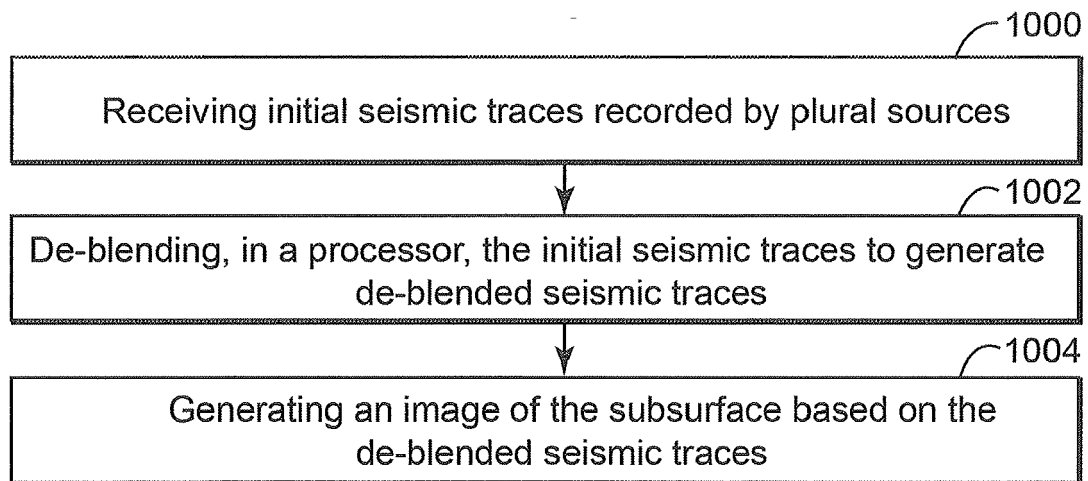 1000
Receiving initial seismic traces recorded by plural sources
1002
De-blending, in a processor, the initial seismic traces to generate
de-blended seismic traces
1004
Generating an image of the subsurface based on the
de-blended seismic traces